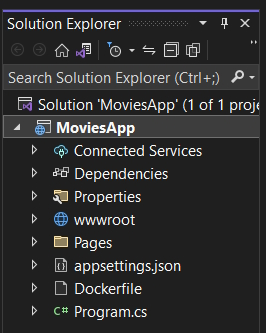 Solution Explorer
Search Solution Explorer (Ctrl+;)
Solution 'MoviesApp' (1 of 1 proje
MoviesApp
Connected Services
Dependencies
Properties
wwwroot
Pages
appsettings.json
Dockerfile
Program.cs